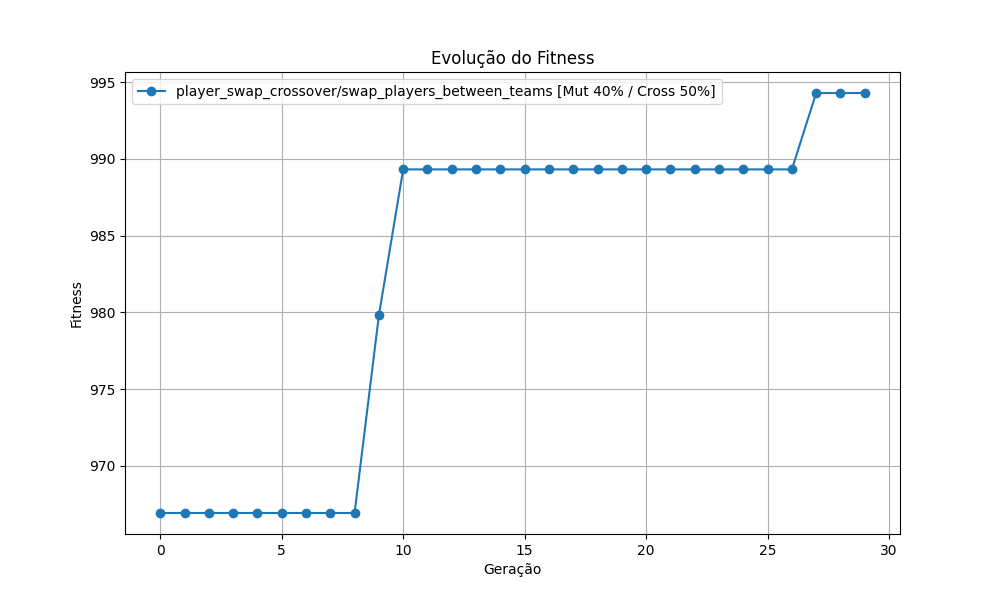 Evolução do Fitness
player_swap_crossover/swap_players_between_teams [Mut 40% / Cross 50%]
Fitness
995
990
985
980
975
970
0 5 10 15 20 25 30
Geração